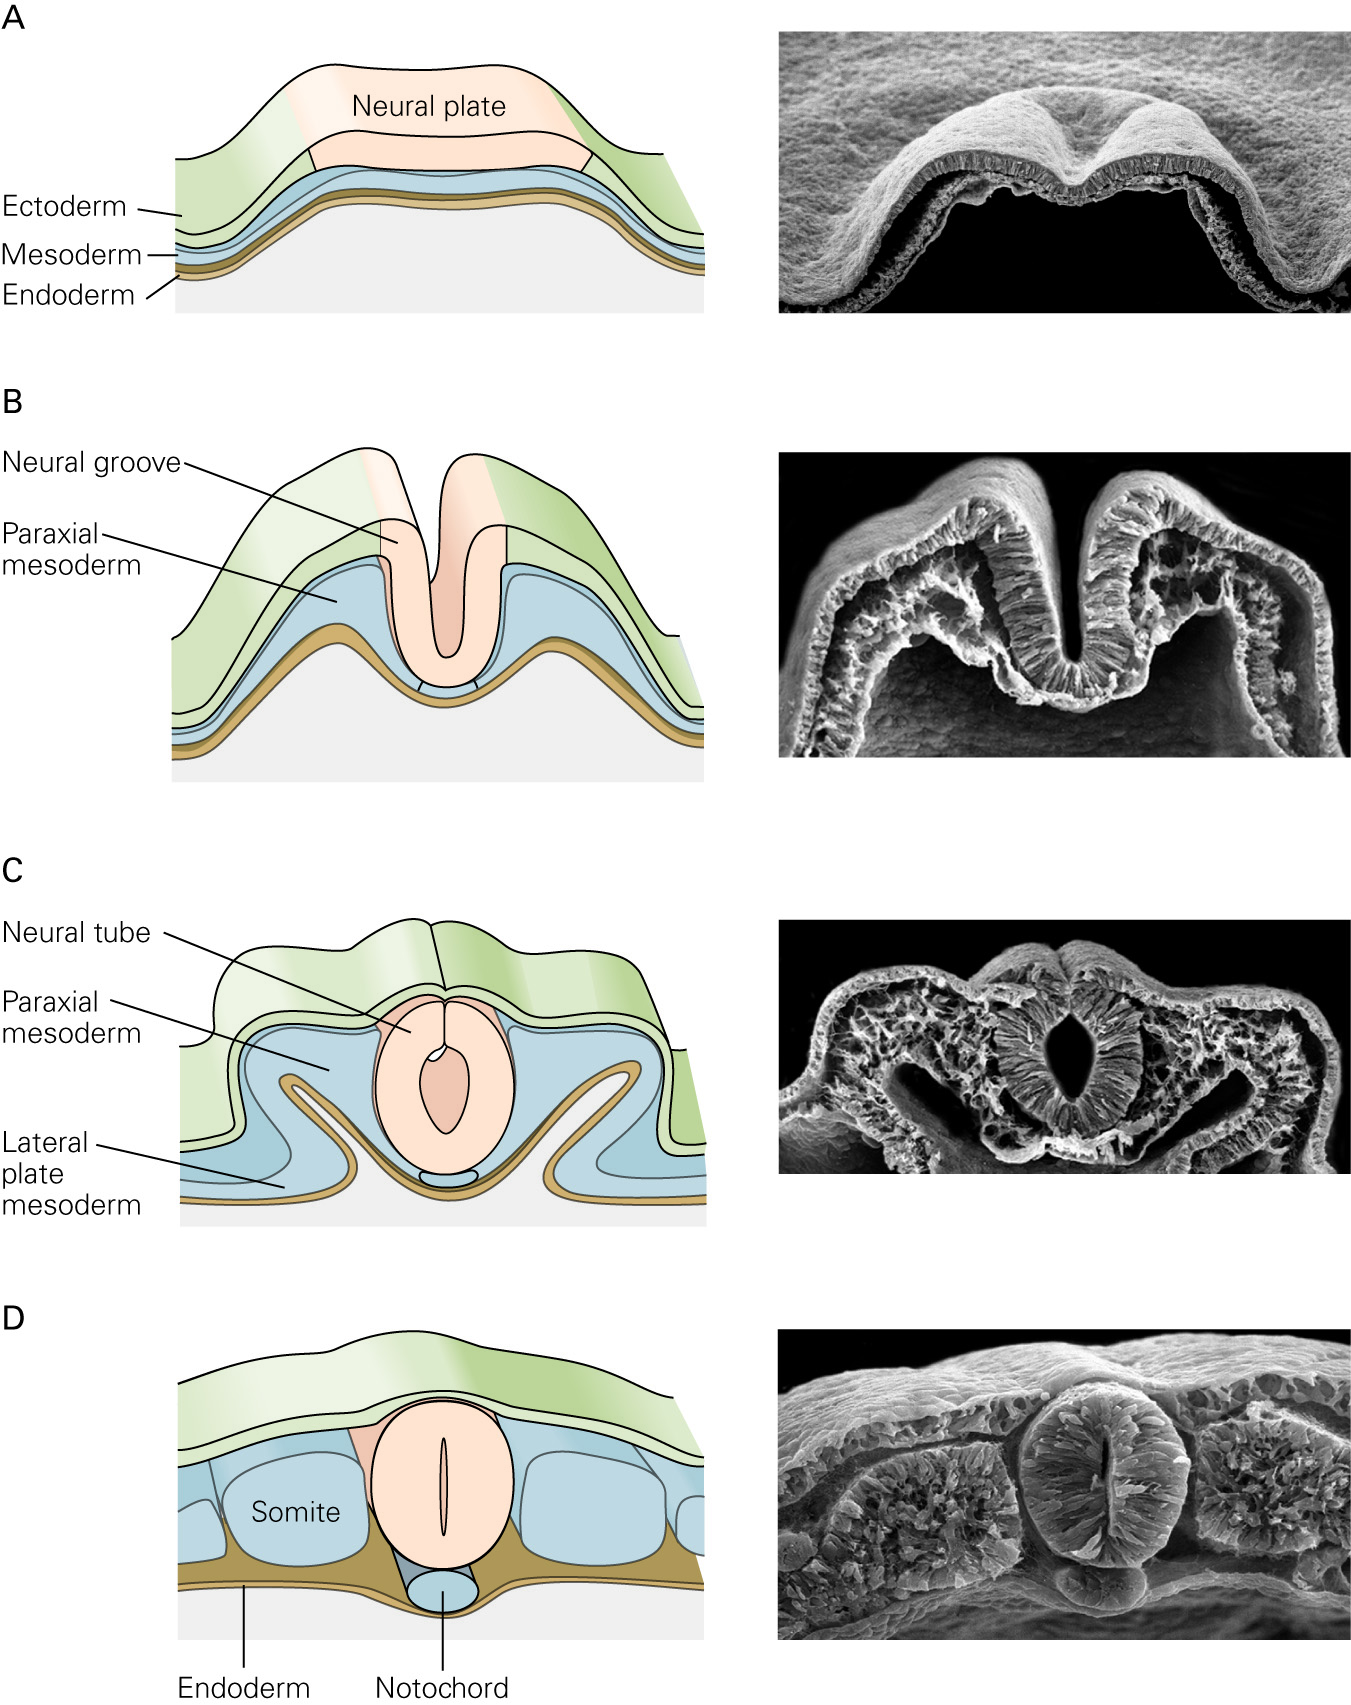 A
Neural plate
Ectoderm
Mesoderm
Endoderm
B
Neural groove
Paraxial
mesoderm
C
Neural tube
Paraxial
mesoderm
Lateral
plate
mesoderm
D
Somite
Endoderm
Notochord